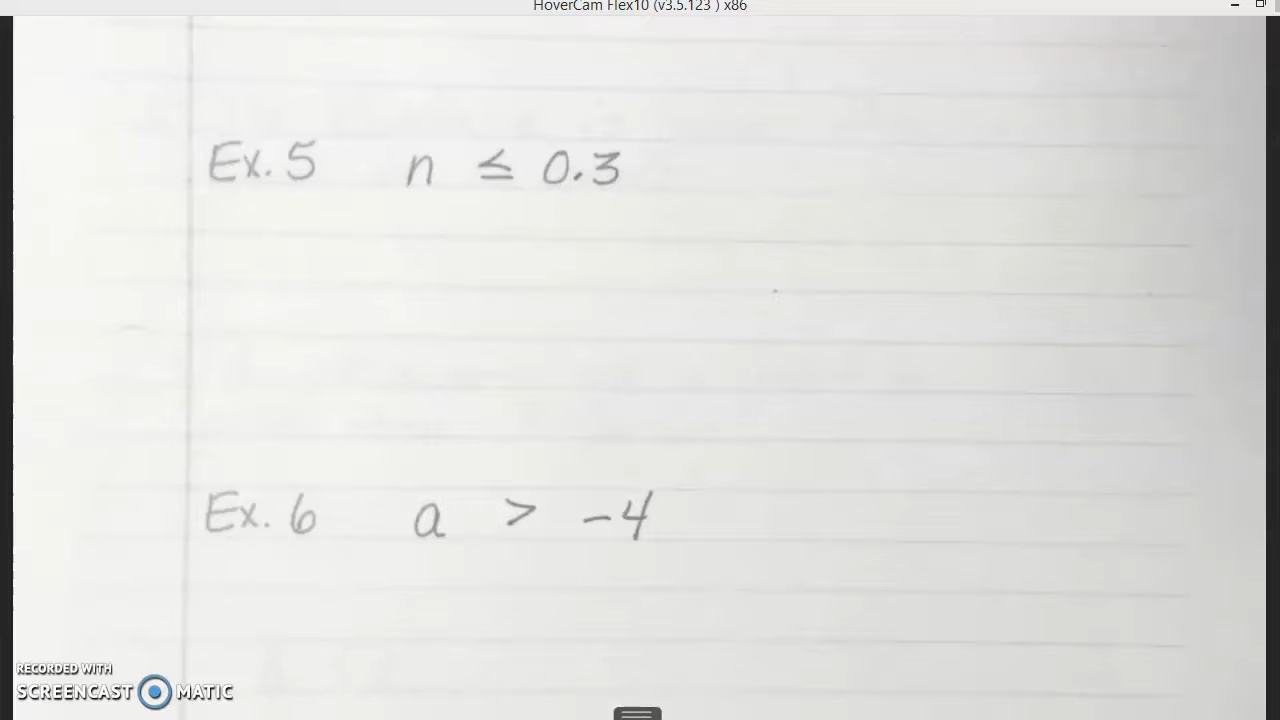 HoverCam Flex10 (v3.5.123 ) x86
Ex. 5 n ≤ 0.3
Ex. 6 a > -4
RECORDED WITH
SCREENCAST MATIC